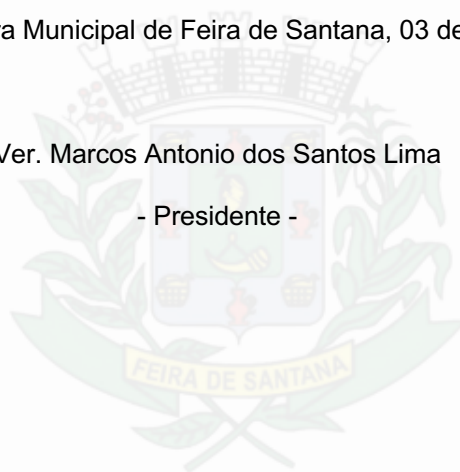 ra Municipal de Feira de Santana, 03 de
Ver. Marcos Antonio dos Santos Lima
- Presidente -
FEIRA DE SANTANA